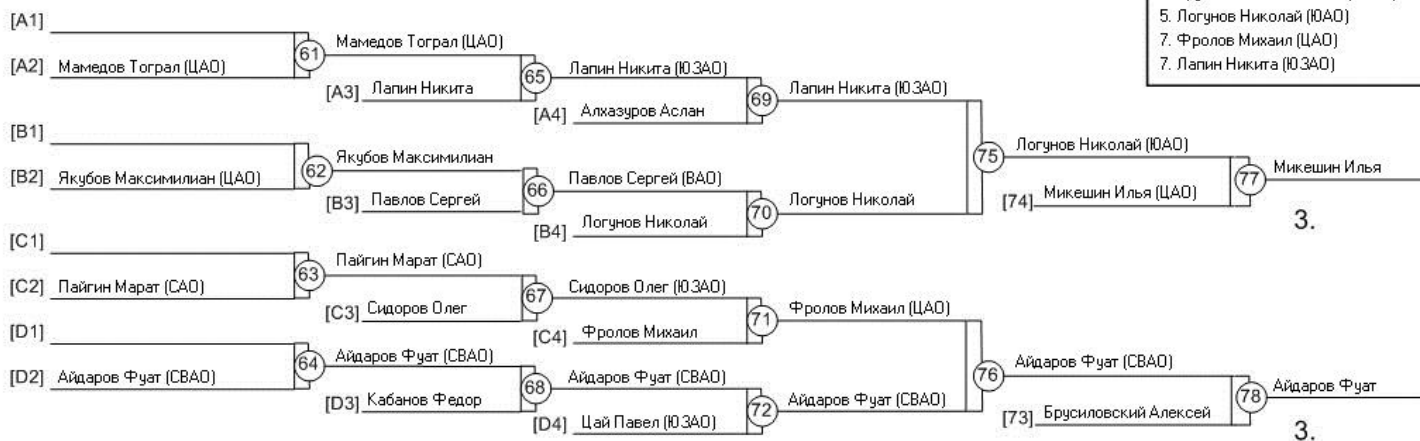 5. Логунов Николай (ЮАО)
7. Фролов Михаил (ЦАО)
7. Лапин Никита (ЮЗАО)
[A1]
61 Мамедов Тограл (ЦАО)
[A2] Мамедов Тограл (ЦАО)
65 Лапин Никита (ЮЗАО)
[A3] Лапин Никита
69 Лапин Никита (ЮЗАО)
[A4] Алхазуров Аслан
[B1]
75 Логунов Николай (ЮАО)
62 Якубов Максимилиан
77 Микешин Илья
[B2] Якубов Максимилиан (ЦАО)
66 Павлов Сергей (ВАО)
[B3] Павлов Сергей
[74] Микешин Илья (ЦАО)
70 Логунов Николай
3.
[B4] Логунов Николай
[C1]
63 Пайгин Марат (САО)
[C2] Пайгин Марат (САО)
67 Сидоров Олег (ЮЗАО)
[C3] Сидоров Олег
71 Фролов Михаил (ЦАО)
[C4] Фролов Михаил
[D1]
64 Айдаров Фуат (СВАО)
76 Айдаров Фуат (СВАО)
[D2] Айдаров Фуат (СВАО)
68 Айдаров Фуат (СВАО)
78 Айдаров Фуат
[D3] Кабанов Федор
72 Айдаров Фуат (СВАО)
[73] Брусиловский Алексей
[D4] Цай Павел (ЮЗАО)
3.